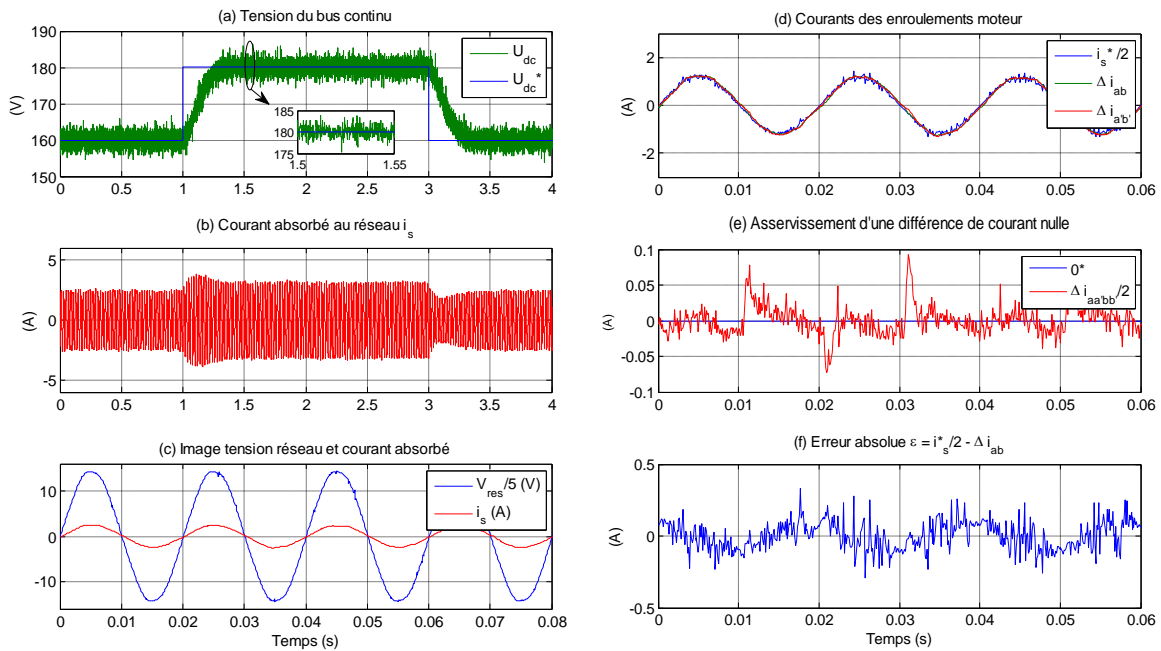 (a) Tension du bus continu
190
180
170
160
150
(V)
U_dc
U_dc*
185
180
175
1.5
1.55
0 0.5 1 1.5 2 2.5 3 3.5 4
(b) Courant absorbé au réseau i_s
5
0
-5
(A)
0 0.5 1 1.5 2 2.5 3 3.5 4
(c) Image tension réseau et courant absorbé
10
0
-10
V_res/5 (V)
i_s (A)
0 0.01 0.02 0.03 0.04 0.05 0.06 0.07 0.08
Temps (s)
(d) Courants des enroulements moteur
2
0
-2
(A)
i_s*/2
Δ i_ab
Δ i_a'b'
0 0.01 0.02 0.03 0.04 0.05 0.06
(e) Asservissement d'une différence de courant nulle
0.1
0.05
0
-0.05
-0.1
(A)
0*
Δ i_aa'bb'/2
0 0.01 0.02 0.03 0.04 0.05 0.06
(f) Erreur absolue ε = i*_s/2 - Δ i_ab
0.5
0
-0.5
(A)
0 0.01 0.02 0.03 0.04 0.05 0.06
Temps (s)